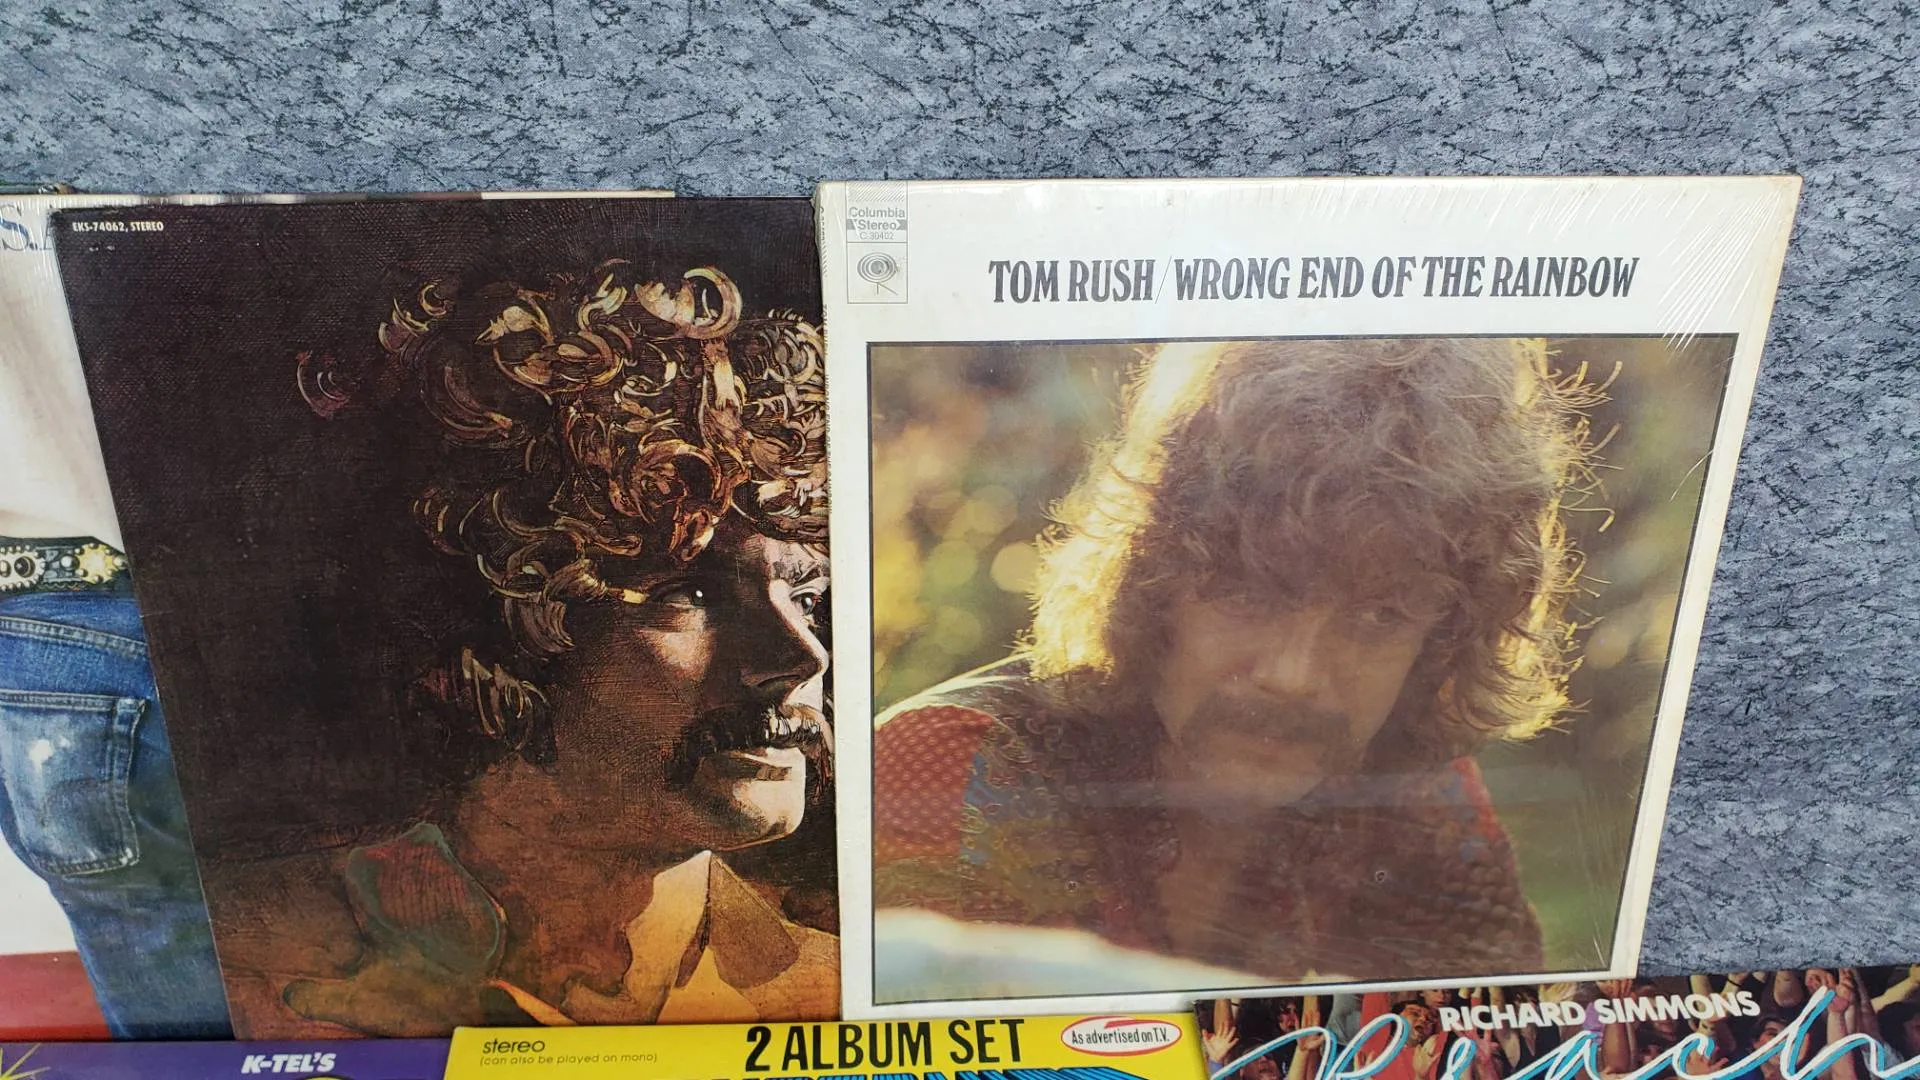 EKS-74062, STEREO
Columbia
Stereo
C 30402
TOM RUSH/WRONG END OF THE RAINBOW
K-TEL'S
stereo
(can also be played on mono)
2 ALBUM SET
As advertised on T.V.
RICHARD SIMMONS
Reach